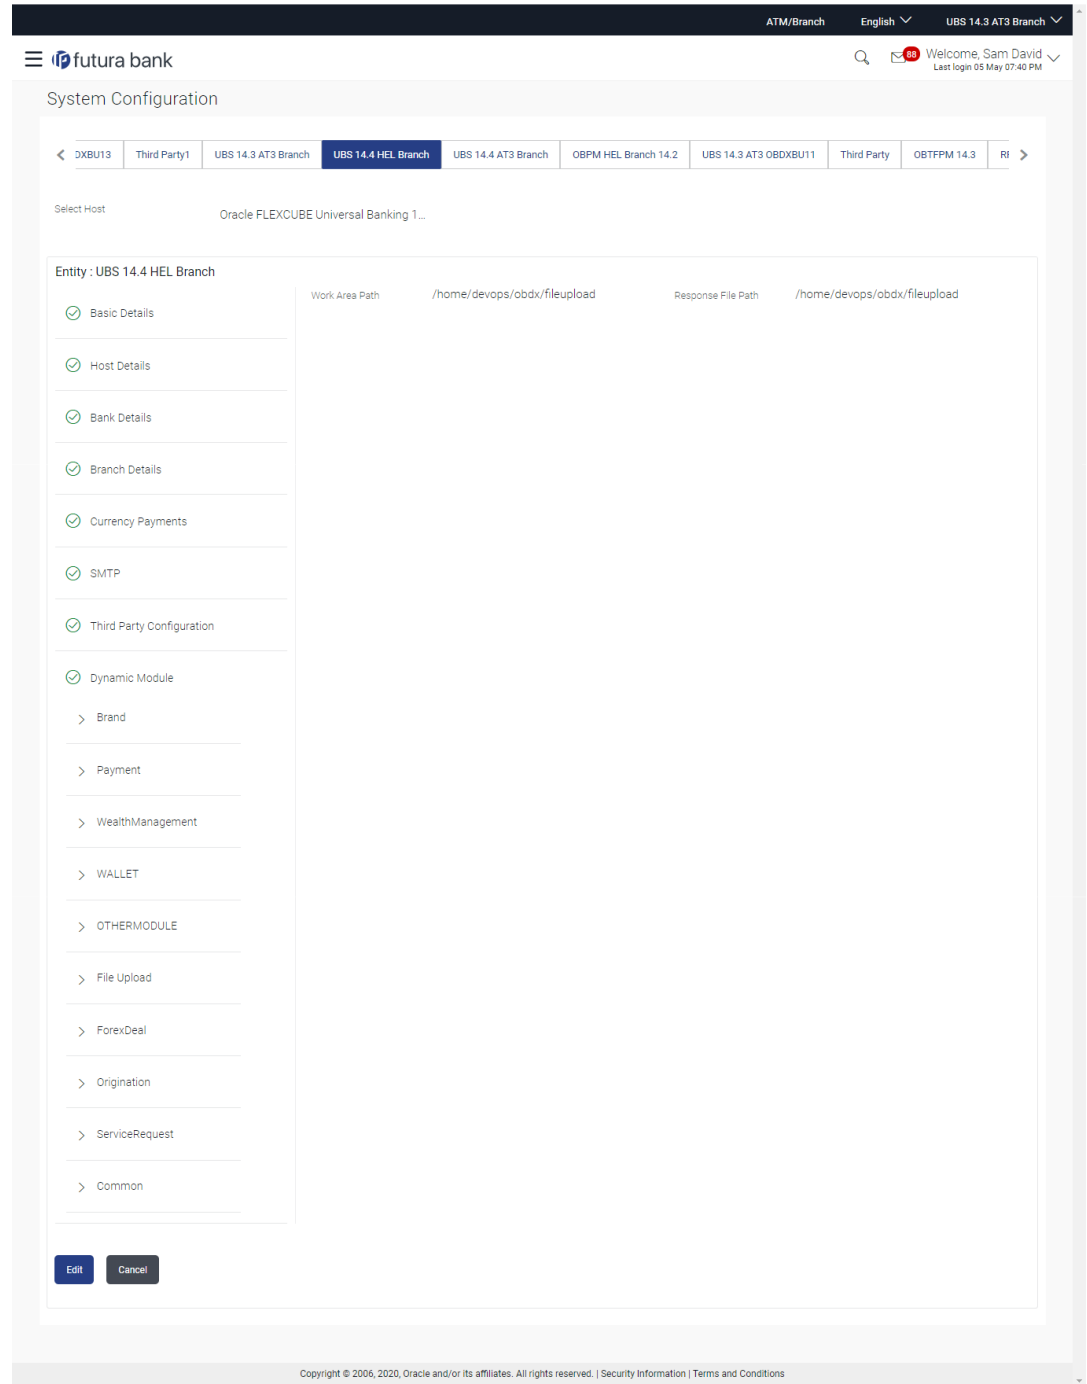 ATM/Branch English UBS 14.3 AT3 Branch
futura bank 88 Welcome, Sam David
Last login 05 May 07:40 PM
System Configuration
DXBU13 Third Party1 UBS 14.3 AT3 Branch UBS 14.4 HEL Branch UBS 14.4 AT3 Branch OBPM HEL Branch 14.2 UBS 14.3 AT3 OBDXBU11 Third Party OBTFPM 14.3
Select Host Oracle FLEXCUBE Universal Banking 1...
Entity : UBS 14.4 HEL Branch
Work Area Path /home/devops/obdx/fileupload Response File Path /home/devops/obdx/fileupload
Basic Details
Host Details
Bank Details
Branch Details
Currency Payments
SMTP
Third Party Configuration
Dynamic Module
Brand
Payment
WealthManagement
WALLET
OTHERMODULE
File Upload
ForexDeal
Origination
ServiceRequest
Common
Edit Cancel
Copyright © 2006, 2020, Oracle and/or its affiliates. All rights reserved. | Security Information | Terms and Conditions